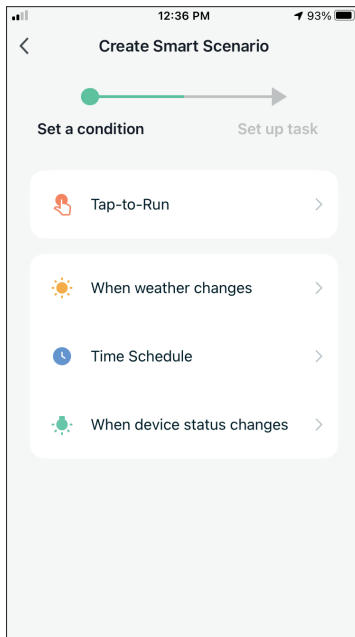 12:36 PM
93%
Create Smart Scenario
Set a condition
Set up task
Tap-to-Run
When weather changes
Time Schedule
When device status changes